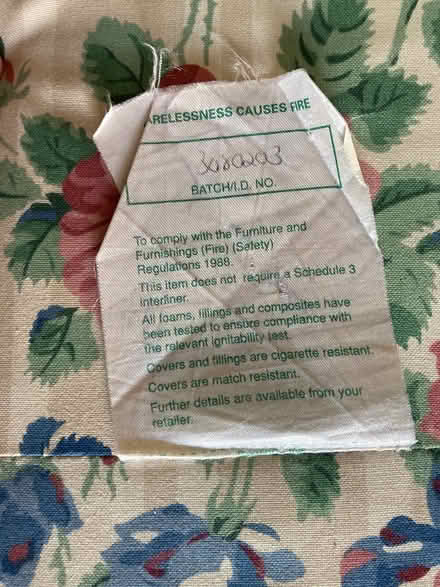 ARELESSNESS CAUSES FIRE
3080203
BATCH/I.D. NO.
To comply with the Furniture and
Furnishings (Fire) (Safety)
Regulations 1988.
This item does not require a Schedule 3
interliner.
All foams, fillings and composites have
been tested to ensure compliance with
the relevant ignitability test.
Covers and fillings are cigarette resistant.
Covers are match resistant.
Further details are available from your
retailer.